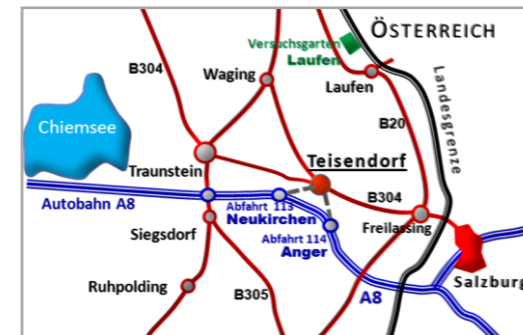 ÖSTERREICH
Versuchsgarten
Laufen
B304
Waging
Laufen
Landesgrenze
Chiemsee
B20
Traunstein
Teisendorf
Autobahn A8
Abfahrt 113
Neukirchen
B304
Siegsdorf
Abfahrt 114
Anger
Freilassing
Ruhpolding
B305
A8
Salzburg